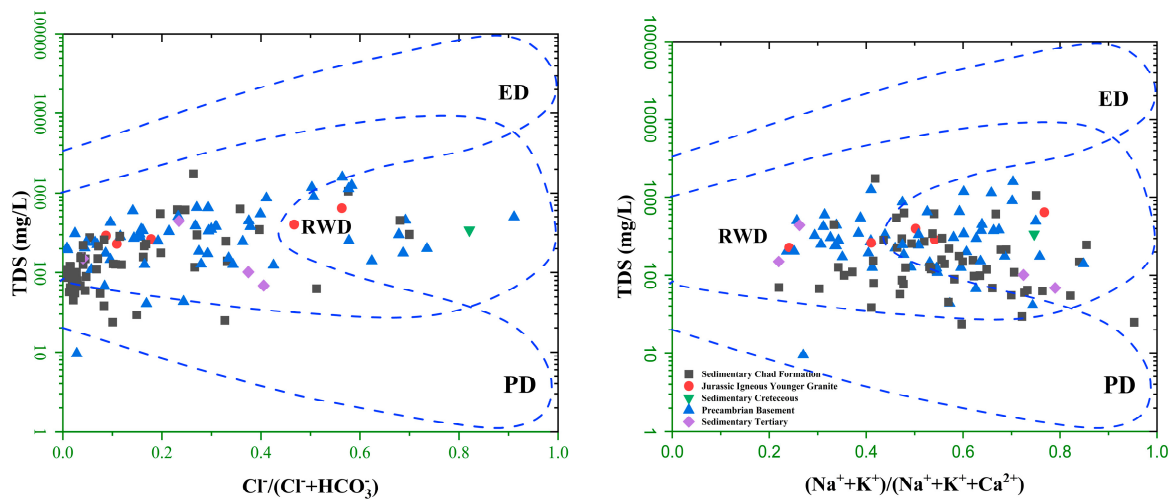 100000
10000
1000
100
10
1
TDS (mg/L)
ED
RWD
PD
0.0 0.2 0.4 0.6 0.8 1.0
Cl⁻/(Cl⁻+HCO₃⁻)
100000
10000
1000
100
10
1
TDS (mg/L)
ED
RWD
PD
Sedimentary Chad Formation
Jurassic Igneous Younger Granite
Sedimentary Creteceous
Precambrian Basement
Sedimentary Tertiary
0.0 0.2 0.4 0.6 0.8 1.0
(Na⁺+K⁺)/(Na⁺+K⁺+Ca²⁺)